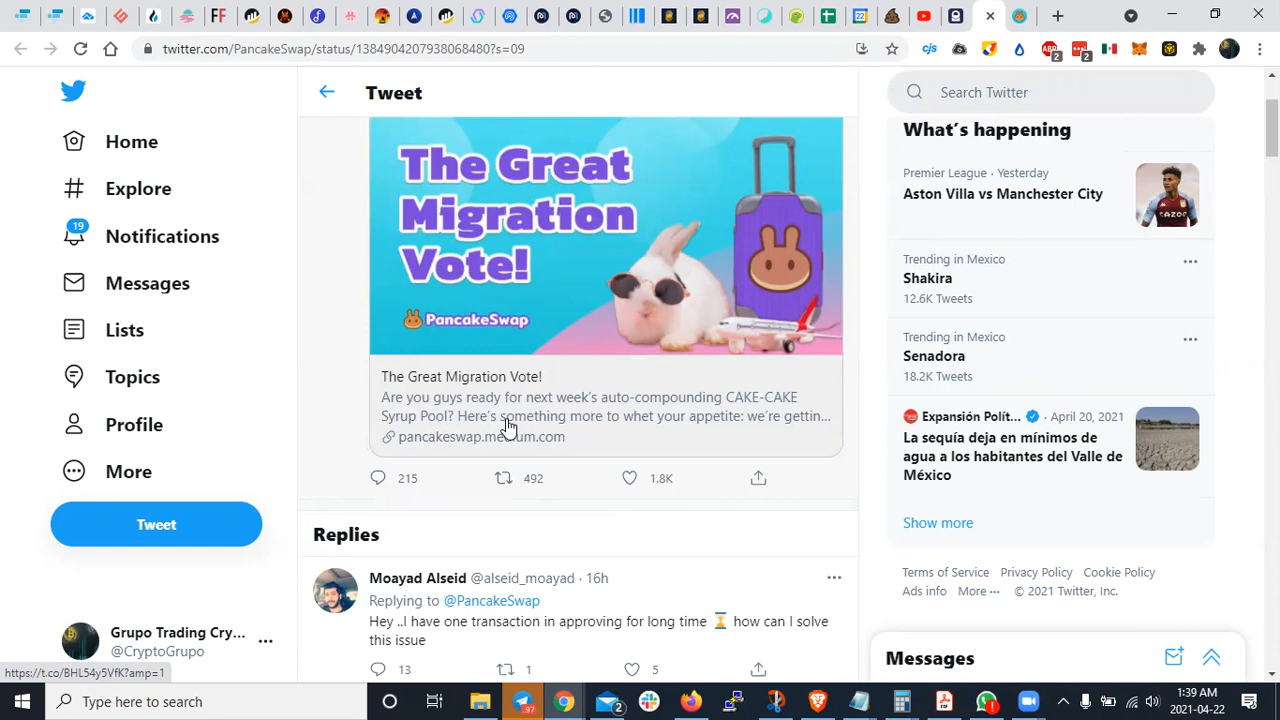 twitter.com/PancakeSwap/status/1384904207938068480?s=09
Home
Explore
19
Notifications
Messages
Lists
Topics
Profile
More
Tweet
Grupo Trading Cry...
@CryptoGrupo
Tweet
The Great
Migration
Vote!
PancakeSwap
The Great Migration Vote!
Are you guys ready for next week's auto-compounding CAKE-CAKE
Syrup Pool? Here's something more to whet your appetite: we're gettin...
pancakeswap.medium.com
215
492
1.8K
Replies
Moayad Alseid @alseid_moayad · 16h
Replying to @PancakeSwap
Hey ..I have one transaction in approving for long time ⏳ how can I solve
this issue
13
1
5
Search Twitter
What's happening
Premier League · Yesterday
Aston Villa vs Manchester City
Trending in Mexico
Shakira
12.6K Tweets
Trending in Mexico
Senadora
18.2K Tweets
Expansión Polít... · April 20, 2021
La sequía deja en mínimos de
agua a los habitantes del Valle de
México
Show more
Terms of Service Privacy Policy Cookie Policy
Ads info More ··· © 2021 Twitter, Inc.
Messages
https://t.co/BHL54y5VfK?amp=1
Type here to search
97
2
1:39 AM
2021-04-22